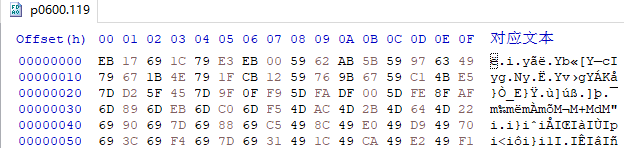 p0600.119
Offset(h) 00 01 02 03 04 05 06 07 08 09 0A 0B 0C 0D 0E 0F 对应文本
00000000 EB 17 69 1C 79 E3 EB 00 59 62 AB 5B 59 97 63 49 ë.i.yãë.Yb«[Y—cI
00000010 79 67 1B 4E 79 1F CB 12 59 76 9B 67 59 C1 4B E5 yg.Ny.Ë.Yv›gYÁKå
00000020 7D D2 5F 45 7D 9F 0F F9 5D FA DF 00 5D FE 8F AF }Ò_E}Ÿ.ù]úß.]þ.¯
00000030 6D 89 6D EB 6D C0 C6 F5 4D AC 4D 2B 4D 64 4D 22 m‰mëmÀmõM¬M+MdM"
00000040 69 90 69 7D 69 88 69 C5 49 8C 49 CC 49 D9 49 70 i.i}iˆiÅIŒIàIÙIp
00000050 69 3C 69 F4 69 7D 69 31 49 1C 49 CA 49 E2 49 F1 i<iôi}i1I.IÊIâIñ